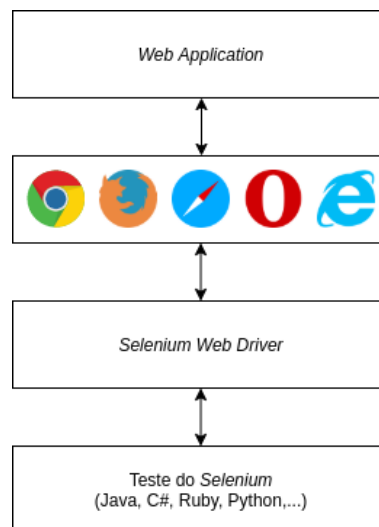 Web Application
Selenium Web Driver
Teste do Selenium
(Java, C#, Ruby, Python,...)